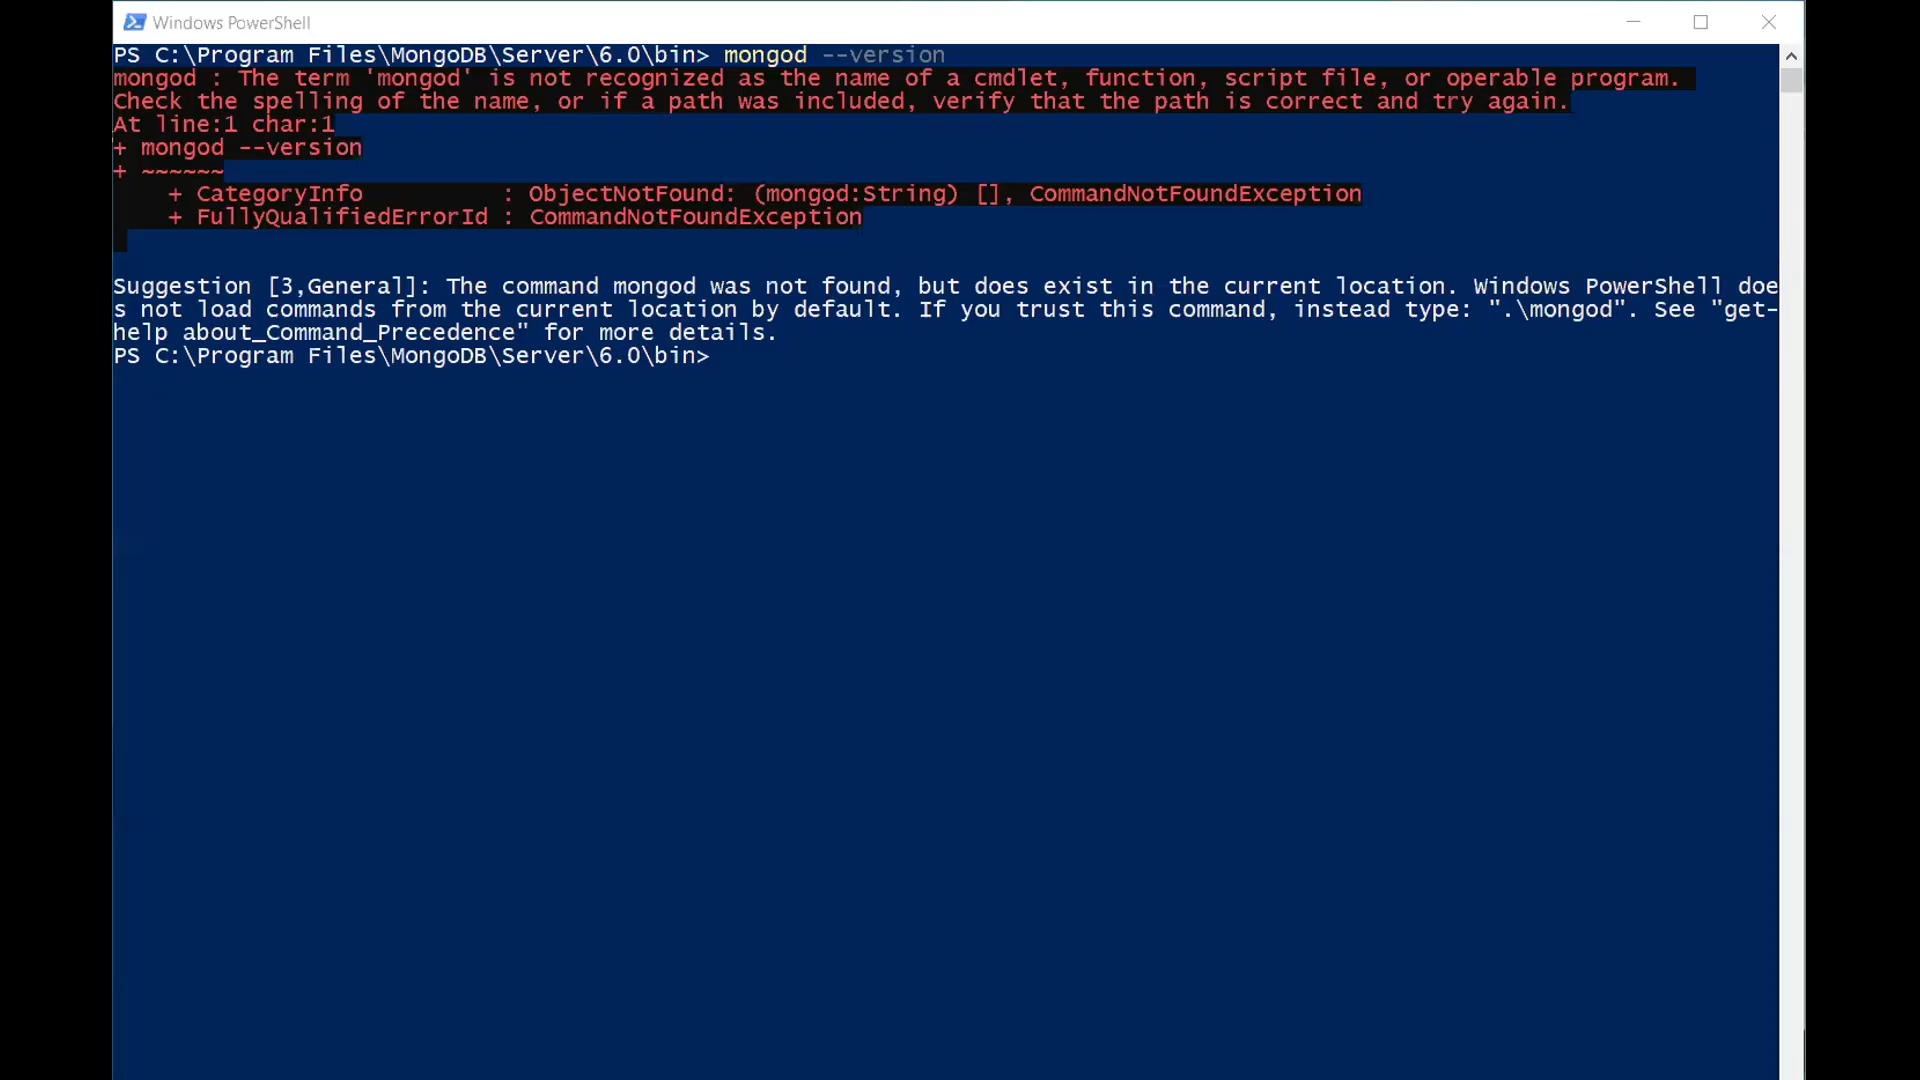 Windows PowerShell
PS C:\Program Files\MongoDB\Server\6.0\bin> mongod --version
mongod : The term 'mongod' is not recognized as the name of a cmdlet, function, script file, or operable program.
Check the spelling of the name, or if a path was included, verify that the path is correct and try again.
At line:1 char:1
+ mongod --version
+ ~~~~~~
    + CategoryInfo          : ObjectNotFound: (mongod:String) [], CommandNotFoundException
    + FullyQualifiedErrorId : CommandNotFoundException

Suggestion [3,General]: The command mongod was not found, but does exist in the current location. Windows PowerShell doe
s not load commands from the current location by default. If you trust this command, instead type: ".\mongod". See "get-
help about_Command_Precedence" for more details.
PS C:\Program Files\MongoDB\Server\6.0\bin>